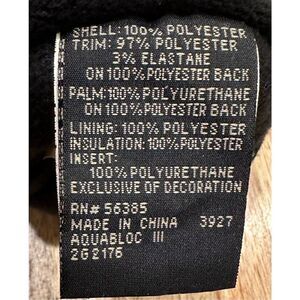 SHELL: 100% POLYESTER
TRIM: 97% POLYESTER
3% ELASTANE
ON 100% POLYESTER BACK
PALM: 100% POLYURETHANE
ON 100% POLYESTER BACK
LINING: 100% POLYESTER
INSULATION: 100% POLYESTER
INSERT:
100% POLYURETHANE
EXCLUSIVE OF DECORATION
RN# 56385
MADE IN CHINA 3927
AQUABLOC III
2G2176